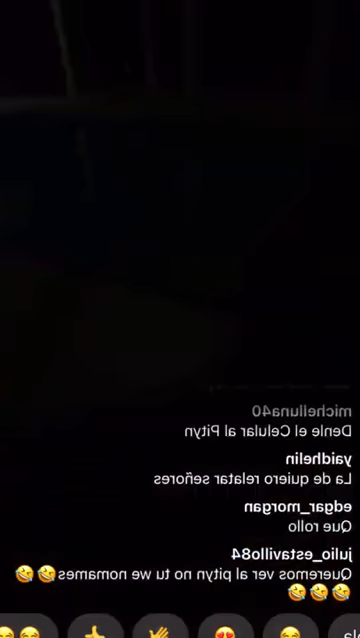 michelluna40
Denle el Celular al Pityn
yaidhelin
La de quiero relatar señores
edgar_morgan
Que rollo
julio_estavillo84
Queremos ver al pityn no tu we nomames🤣🤣
🤣🤣🤣